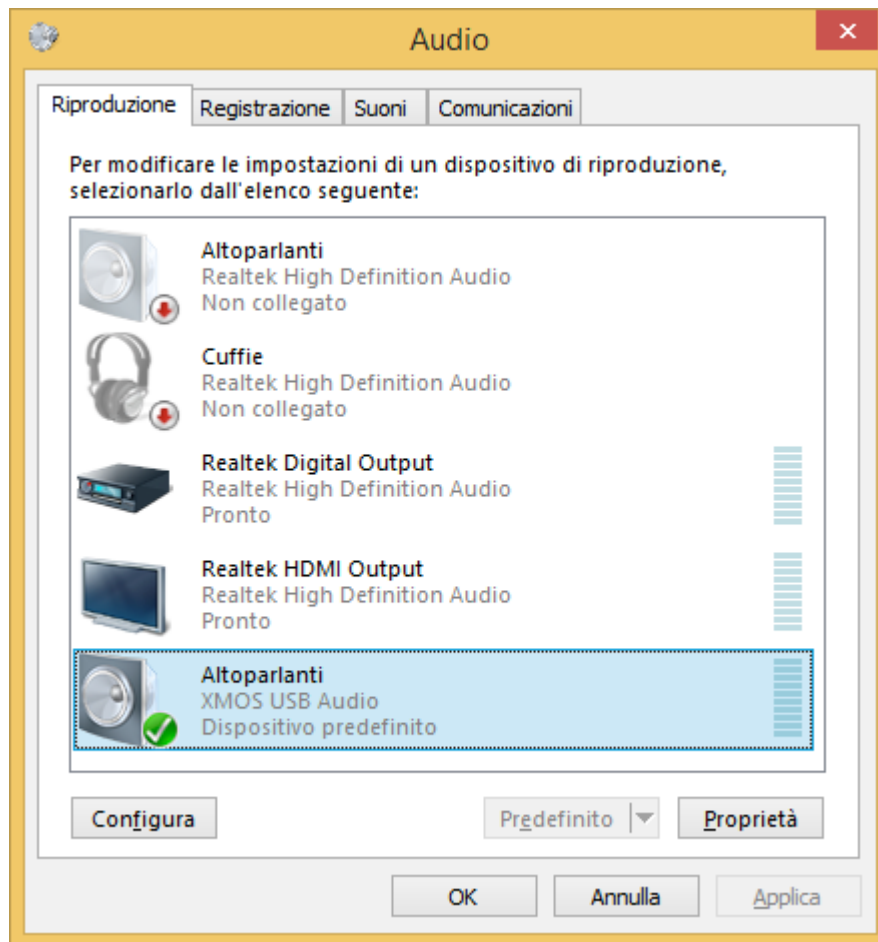 Audio
Riproduzione Registrazione Suoni Comunicazioni
Per modificare le impostazioni di un dispositivo di riproduzione,
selezionarlo dall'elenco seguente:
Altoparlanti
Realtek High Definition Audio
Non collegato
Cuffie
Realtek High Definition Audio
Non collegato
Realtek Digital Output
Realtek High Definition Audio
Pronto
Realtek HDMI Output
Realtek High Definition Audio
Pronto
Altoparlanti
XMOS USB Audio
Dispositivo predefinito
Configura Predefinito Proprietà
OK Annulla Applica